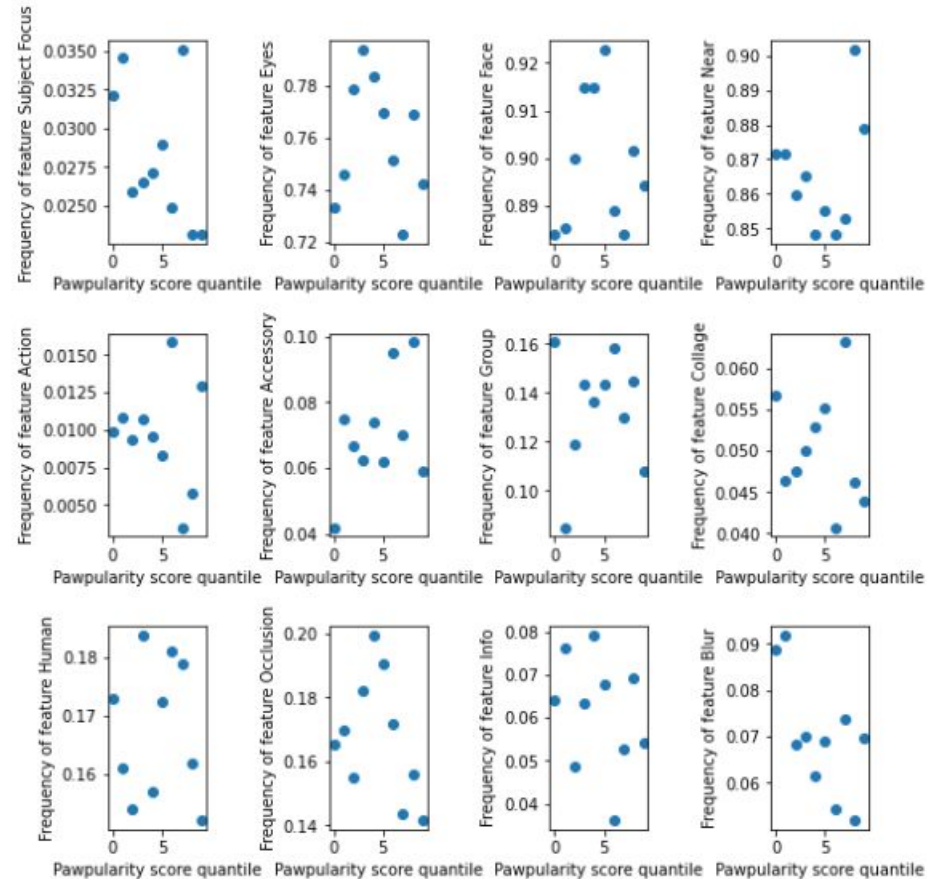 Frequency of feature Subject Focus
0.0350
0.0325
0.0300
0.0275
0.0250
0 5
Pawpularity score quantile
Frequency of feature Eyes
0.78
0.76
0.74
0.72
0 5
Pawpularity score quantile
Frequency of feature Face
0.92
0.91
0.90
0.89
0 5
Pawpularity score quantile
Frequency of feature Near
0.90
0.89
0.88
0.87
0.86
0.85
0 5
Pawpularity score quantile
Frequency of feature Action
0.0150
0.0125
0.0100
0.0075
0.0050
0 5
Pawpularity score quantile
Frequency of feature Accessory
0.10
0.08
0.06
0.04
0 5
Pawpularity score quantile
Frequency of feature Group
0.16
0.14
0.12
0.10
0 5
Pawpularity score quantile
Frequency of feature Collage
0.060
0.055
0.050
0.045
0.040
0 5
Pawpularity score quantile
Frequency of feature Human
0.18
0.17
0.16
0 5
Pawpularity score quantile
Frequency of feature Occlusion
0.20
0.18
0.16
0.14
0 5
Pawpularity score quantile
Frequency of feature Info
0.08
0.07
0.06
0.05
0.04
0 5
Pawpularity score quantile
Frequency of feature Blur
0.09
0.08
0.07
0.06
0 5
Pawpularity score quantile